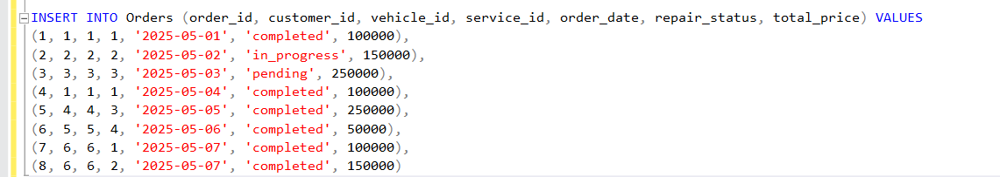 INSERT INTO Orders (order_id, customer_id, vehicle_id, service_id, order_date, repair_status, total_price) VALUES
(1, 1, 1, 1, '2025-05-01', 'completed', 100000),
(2, 2, 2, 2, '2025-05-02', 'in_progress', 150000),
(3, 3, 3, 3, '2025-05-03', 'pending', 250000),
(4, 1, 1, 1, '2025-05-04', 'completed', 100000),
(5, 4, 4, 3, '2025-05-05', 'completed', 250000),
(6, 5, 5, 4, '2025-05-06', 'completed', 50000),
(7, 6, 6, 1, '2025-05-07', 'completed', 100000),
(8, 6, 6, 2, '2025-05-07', 'completed', 150000)